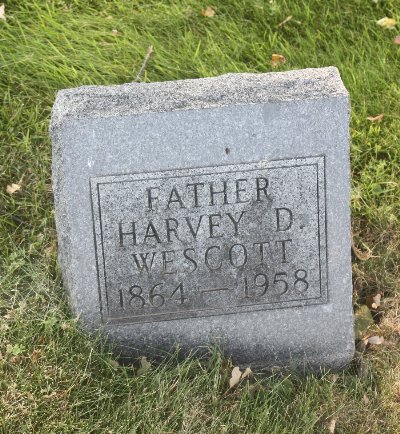 FATHER
HARVEY D.
WESCOTT
1864 — 1958